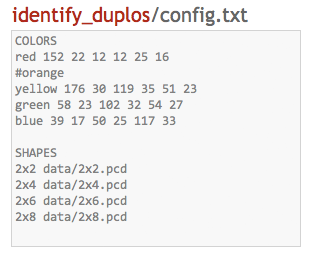 identify_duplos/config.txt
COLORS
red 152 22 12 12 25 16
#orange
yellow 176 30 119 35 51 23
green 58 23 102 32 54 27
blue 39 17 50 25 117 33

SHAPES
2x2 data/2x2.pcd
2x4 data/2x4.pcd
2x6 data/2x6.pcd
2x8 data/2x8.pcd